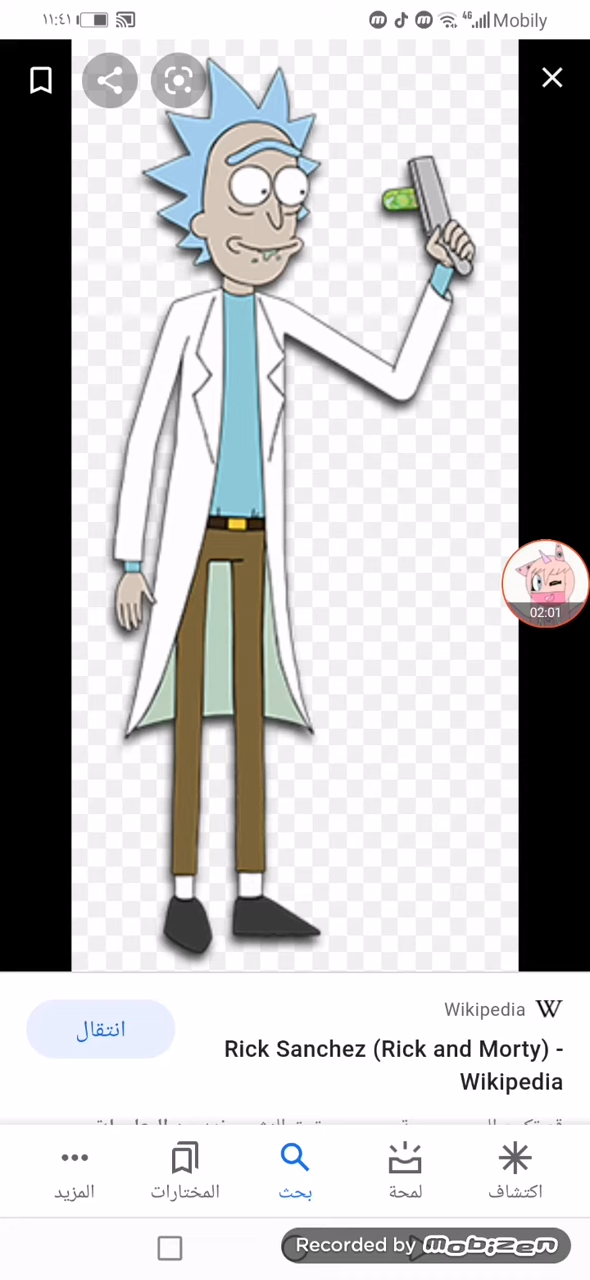 ١١:٤١
4G Mobily
02:01
Wikipedia W
انتقال
Rick Sanchez (Rick and Morty) -
Wikipedia
اكتشاف
لمحة
بحث
المختارات
المزيد
Recorded by mobizen